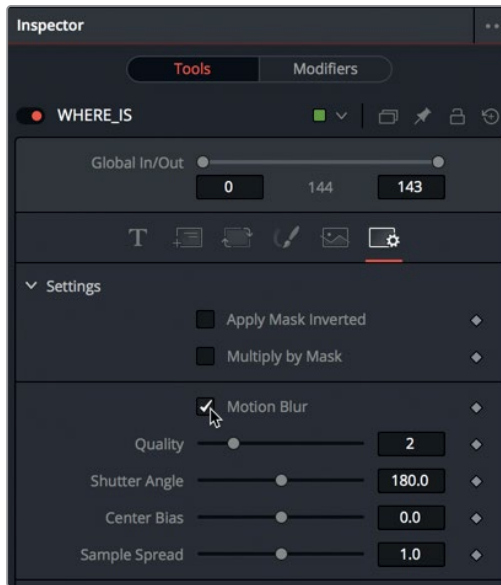 Inspector
Tools Modifiers
WHERE_IS
Global In/Out
0 144 143
T
Settings
Apply Mask Inverted
Multiply by Mask
Motion Blur
Quality 2
Shutter Angle 180.0
Center Bias 0.0
Sample Spread 1.0